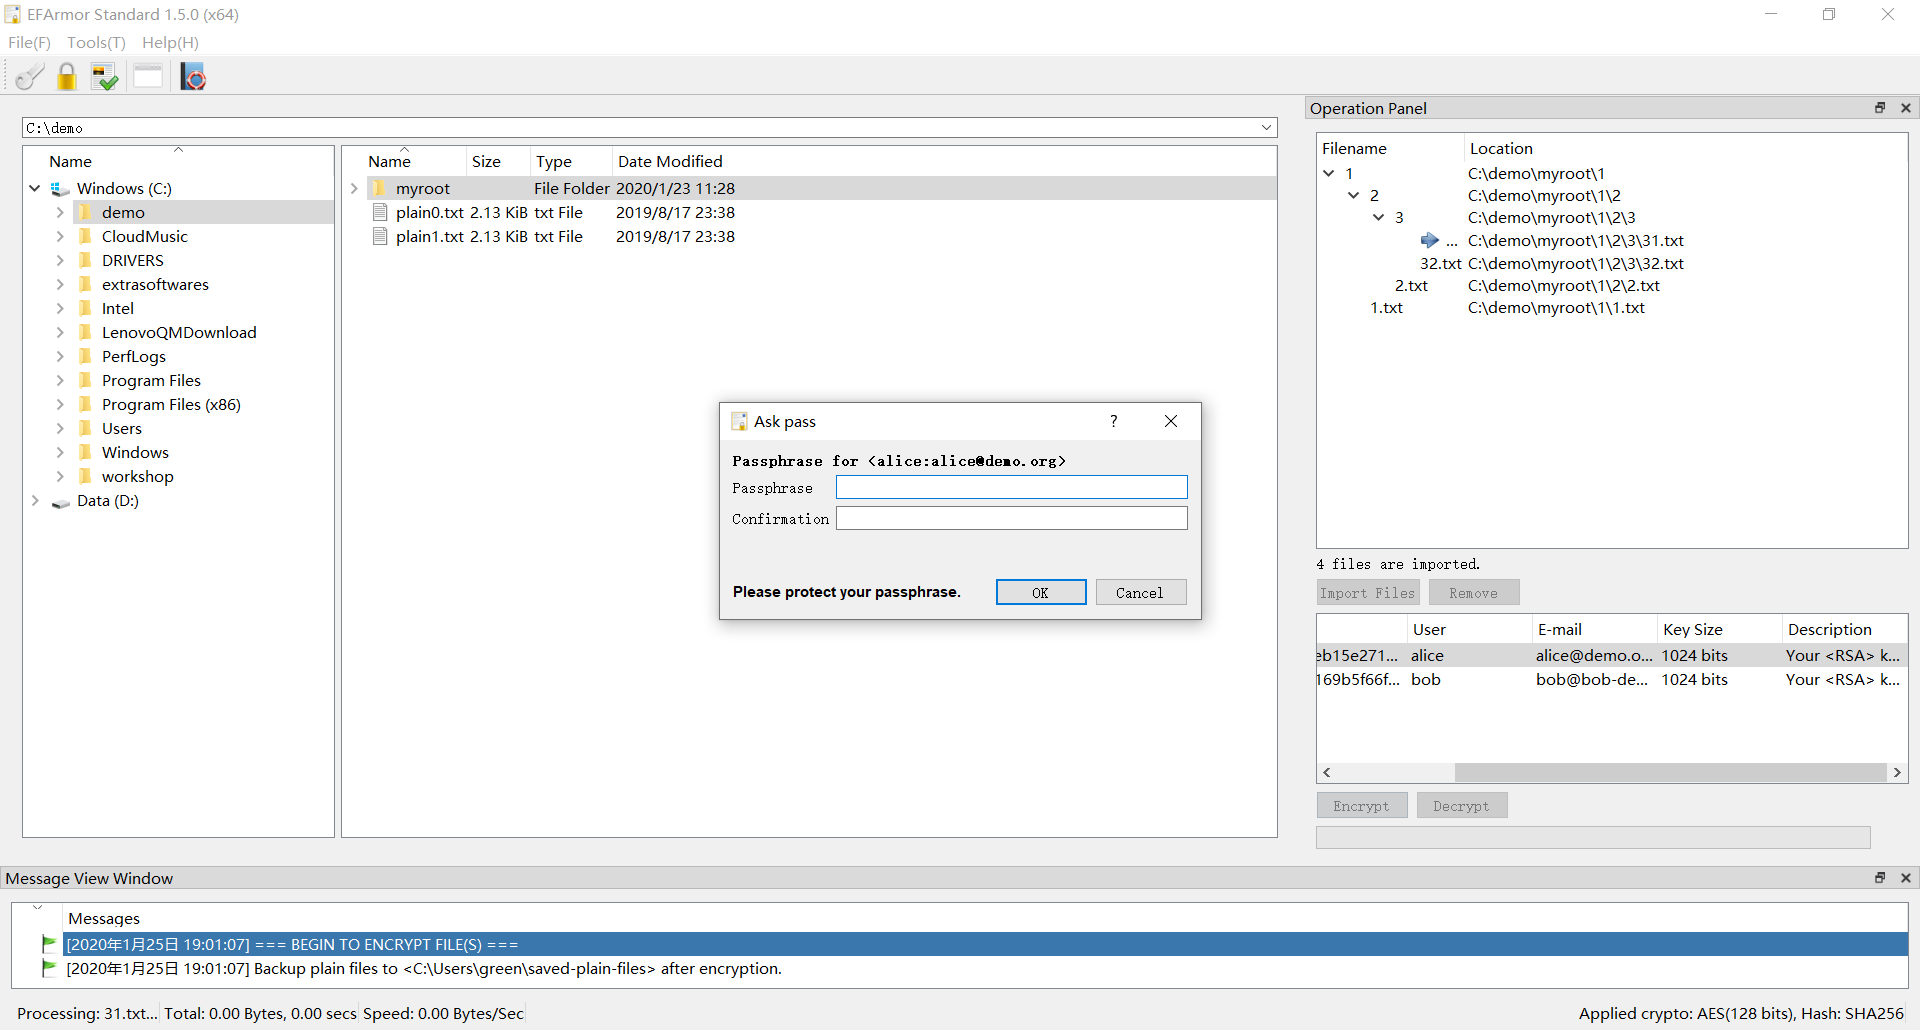 EFArmor Standard 1.5.0 (x64)
File(F) Tools(T) Help(H)
C:\demo
Name
Windows (C:)
demo
CloudMusic
DRIVERS
extrasoftwares
Intel
LenovoQMDownload
PerfLogs
Program Files
Program Files (x86)
Users
Windows
workshop
Data (D:)
Name Size Type Date Modified
myroot File Folder 2020/1/23 11:28
plain0.txt 2.13 KiB txt File 2019/8/17 23:38
plain1.txt 2.13 KiB txt File 2019/8/17 23:38
Ask pass ?
Passphrase for <alice:alice@demo.org>
Passphrase
Confirmation
Please protect your passphrase. OK Cancel
Operation Panel
Filename Location
1 C:\demo\myroot\1
2 C:\demo\myroot\1\2
3 C:\demo\myroot\1\2\3
... C:\demo\myroot\1\2\3\31.txt
32.txt C:\demo\myroot\1\2\3\32.txt
2.txt C:\demo\myroot\1\2\2.txt
1.txt C:\demo\myroot\1\1.txt
4 files are imported.
Import Files Remove
User E-mail Key Size Description
eb15e271... alice alice@demo.o... 1024 bits Your <RSA> k...
169b5f66f... bob bob@bob-de... 1024 bits Your <RSA> k...
Encrypt Decrypt
Message View Window
Messages
[2020年1月25日 19:01:07] === BEGIN TO ENCRYPT FILE(S) ===
[2020年1月25日 19:01:07] Backup plain files to <C:\Users\green\saved-plain-files> after encryption.
Processing: 31.txt... Total: 0.00 Bytes, 0.00 secs Speed: 0.00 Bytes/Sec Applied crypto: AES(128 bits), Hash: SHA256